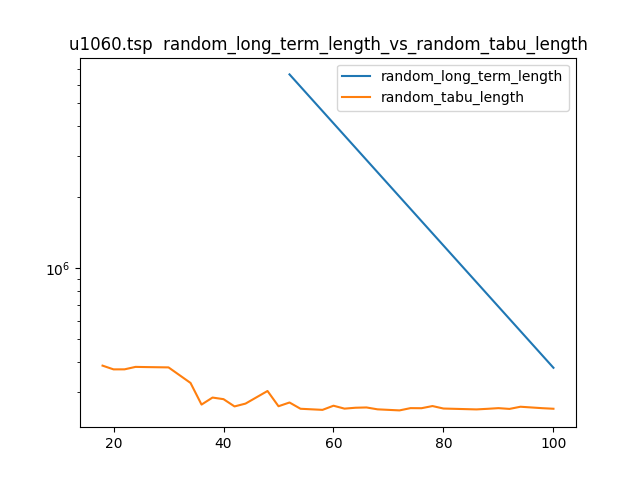 u1060.tsp  random_long_term_length_vs_random_tabu_length
random_long_term_length
random_tabu_length
10^6
20 40 60 80 100